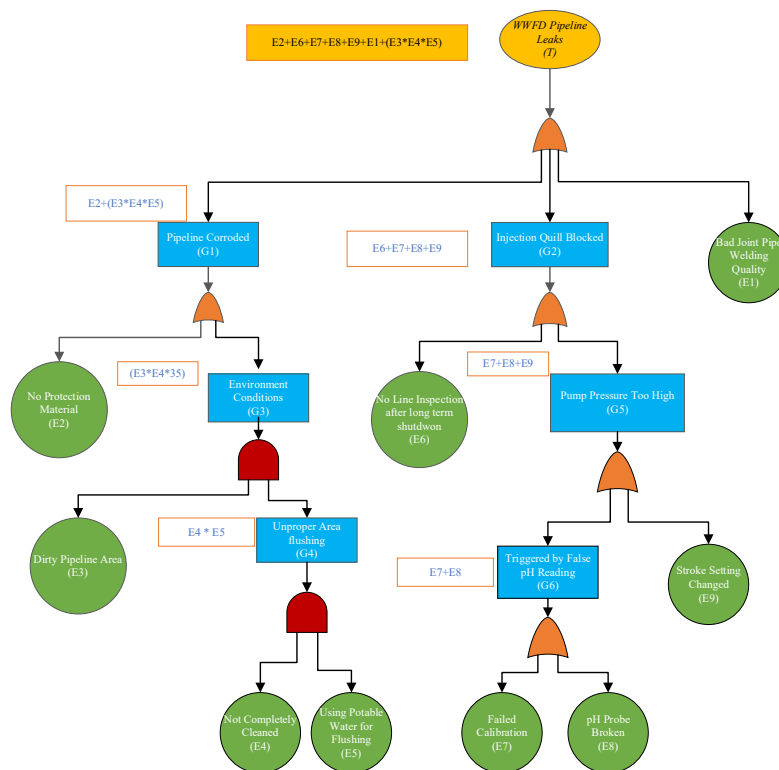 WWFD Pipeline
Leaks
(T)
E2+E6+E7+E8+E9+E1+(E3*E4*E5)
E2+(E3*E4*E5)
Pipeline Corroded
(G1)
E6+E7+E8+E9
Injection Quill Blocked
(G2)
Bad Joint Pipe
Welding
Quality
(E1)
No Protection
Material
(E2)
(E3*E4*35)
Environment
Conditions
(G3)
No Line Inspection
after long term
shutdwon
(E6)
E7+E8+E9
Pump Pressure Too High
(G5)
Dirty Pipeline Area
(E3)
E4 * E5
Unproper Area
flushing
(G4)
E7+E8
Triggered by False
pH Reading
(G6)
Stroke Setting
Changed
(E9)
Not Completely
Cleaned
(E4)
Using Potable
Water for
Flushing
(E5)
Failed
Calibration
(E7)
pH Probe
Broken
(E8)